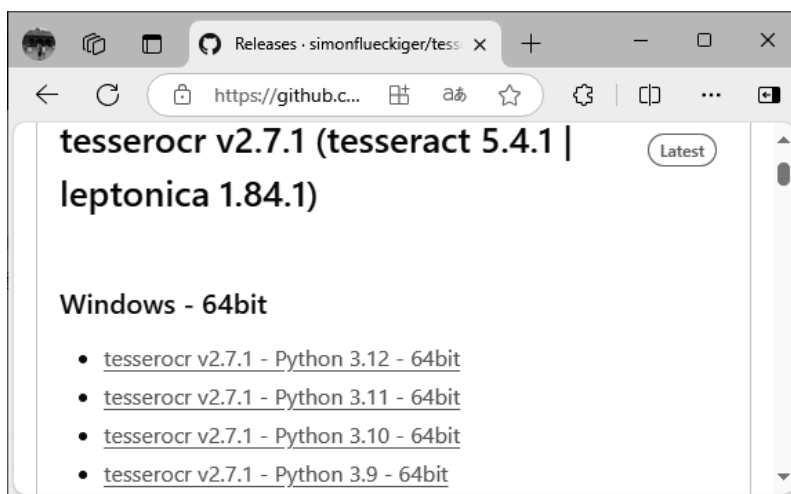 Releases · simonflueckiger/tess
https://github.c...
aあ
tesserocr v2.7.1 (tesseract 5.4.1 |
leptonica 1.84.1)
Latest
Windows - 64bit
tesserocr v2.7.1 - Python 3.12 - 64bit
tesserocr v2.7.1 - Python 3.11 - 64bit
tesserocr v2.7.1 - Python 3.10 - 64bit
tesserocr v2.7.1 - Python 3.9 - 64bit